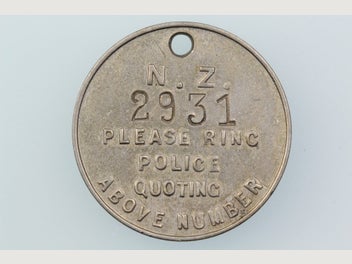 N.Z.
2931
PLEASE RING
POLICE
QUOTING
ABOVE NUMBER